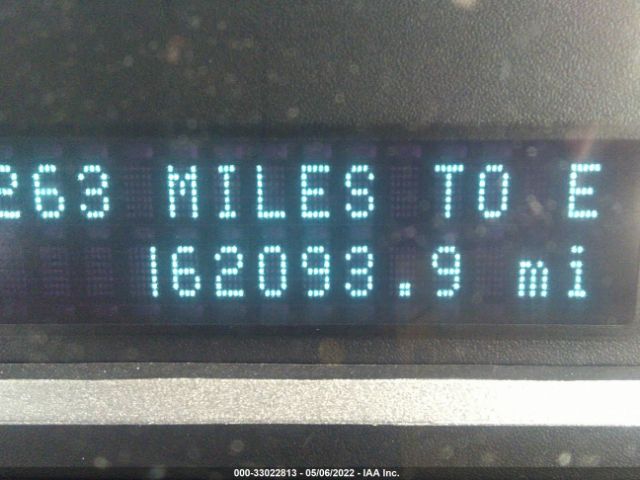 263 MILES TO E
162093.9 mi
000-33022813 - 05/06/2022 - IAA Inc.